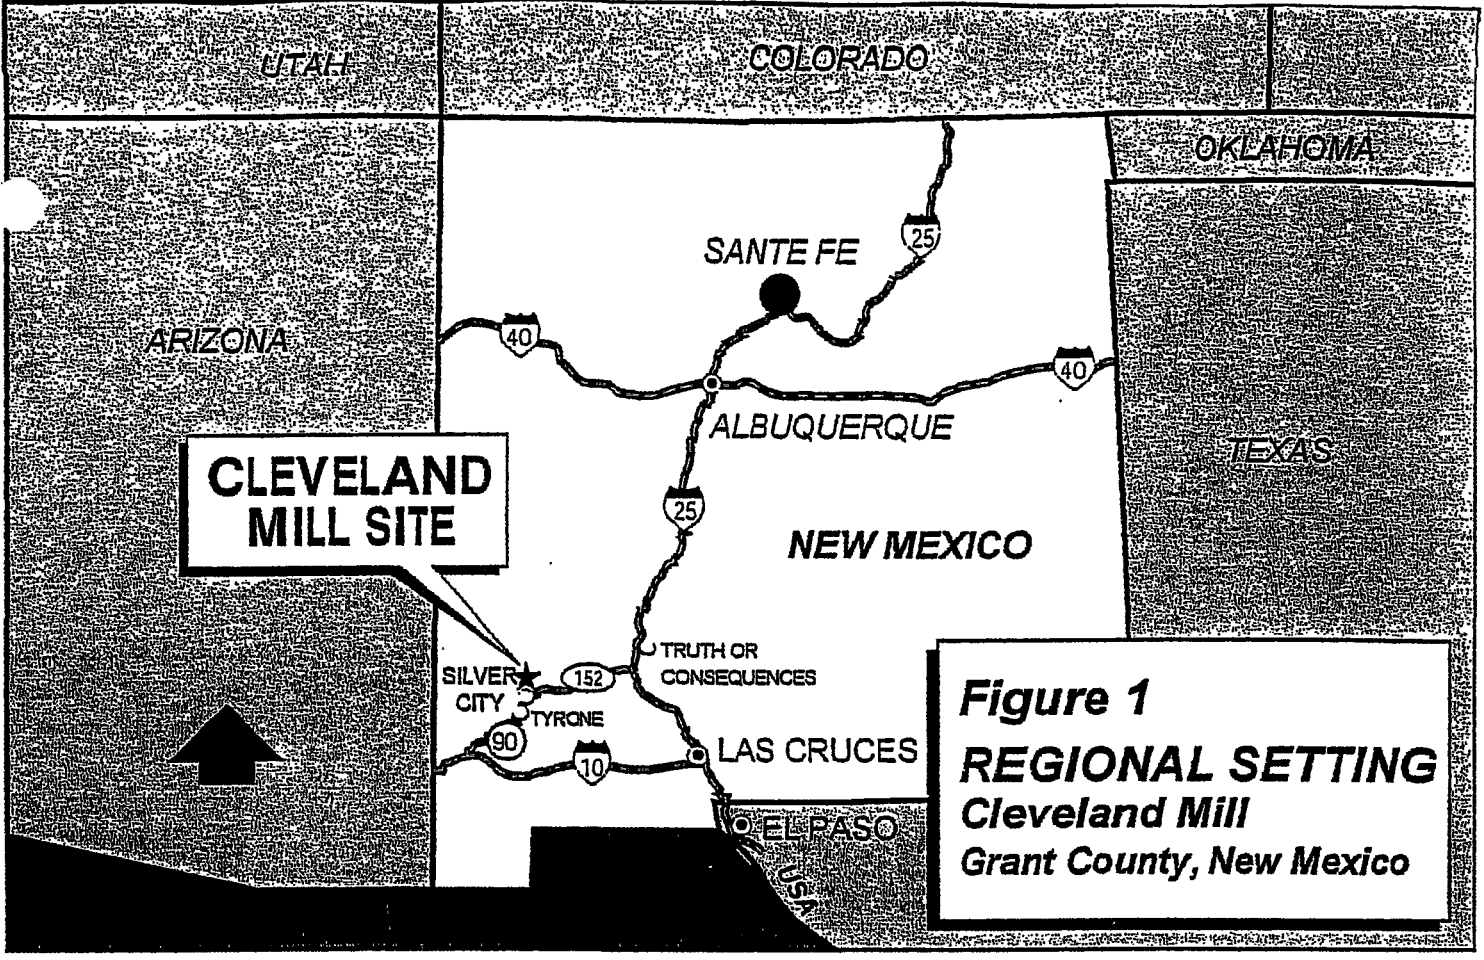 UTAH
COLORADO
OKLAHOMA
SANTE FE
25
ARIZONA
40
40
ALBUQUERQUE
TEXAS
CLEVELAND
MILL SITE
25
NEW MEXICO
TRUTH OR
CONSEQUENCES
SILVER
CITY
152
TYRONE
90
10
LAS CRUCES
EL PASO
USA
Figure 1
REGIONAL SETTING
Cleveland Mill
Grant County, New Mexico